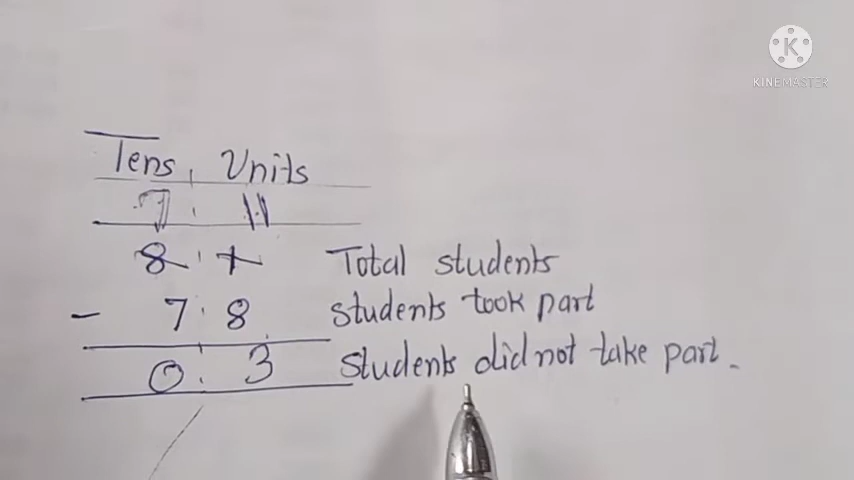 K
KINEMASTER
Tens Units
7 11
8 1 Total students
- 7 8 students took part
0 3 Students did not take part.